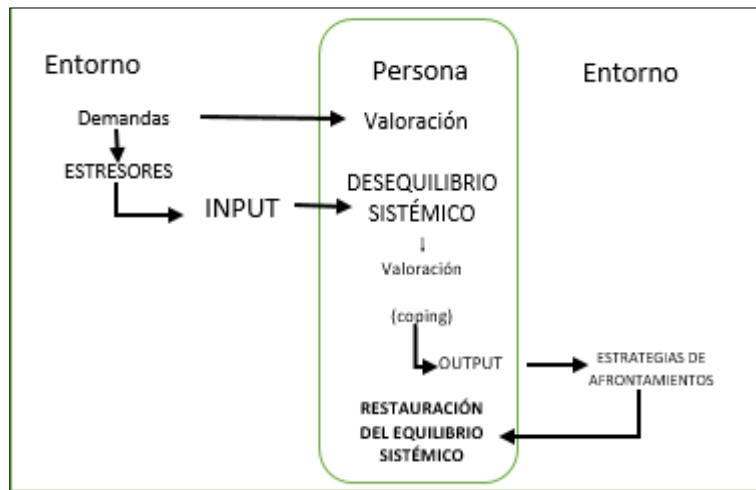 Entorno
Persona
Entorno
Demandas
Valoración
ESTRESORES
INPUT
DESEQUILIBRIO
SISTÉMICO
↓
Valoración
(coping)
OUTPUT
ESTRATEGIAS DE
AFRONTAMIENTOS
RESTAURACIÓN
DEL EQUILIBRIO
SISTÉMICO